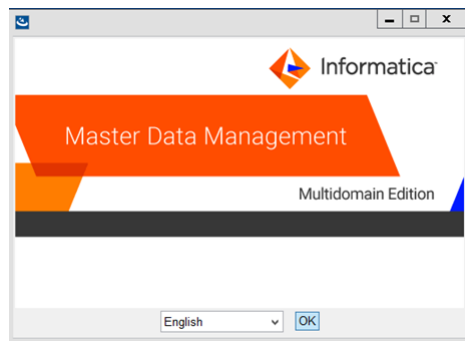 Informatica
Master Data Management
Multidomain Edition
English
OK